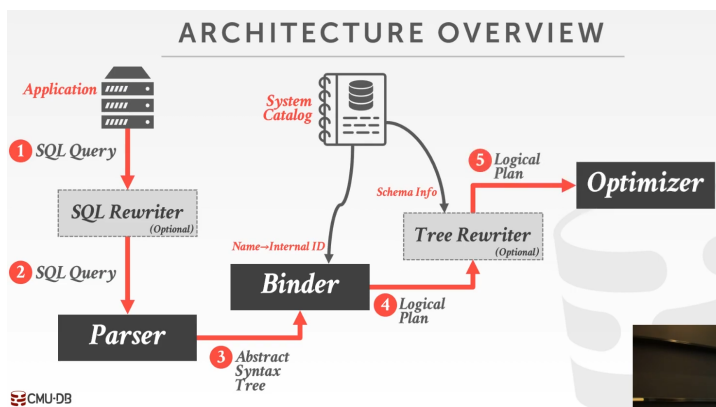 ARCHITECTURE OVERVIEW
Application
1 SQL Query
SQL Rewriter
(Optional)
2 SQL Query
Parser
3 Abstract
Syntax
Tree
System
Catalog
Name→Internal ID
Binder
4 Logical
Plan
Schema Info
Tree Rewriter
(Optional)
5 Logical
Plan
Optimizer
CMU·DB